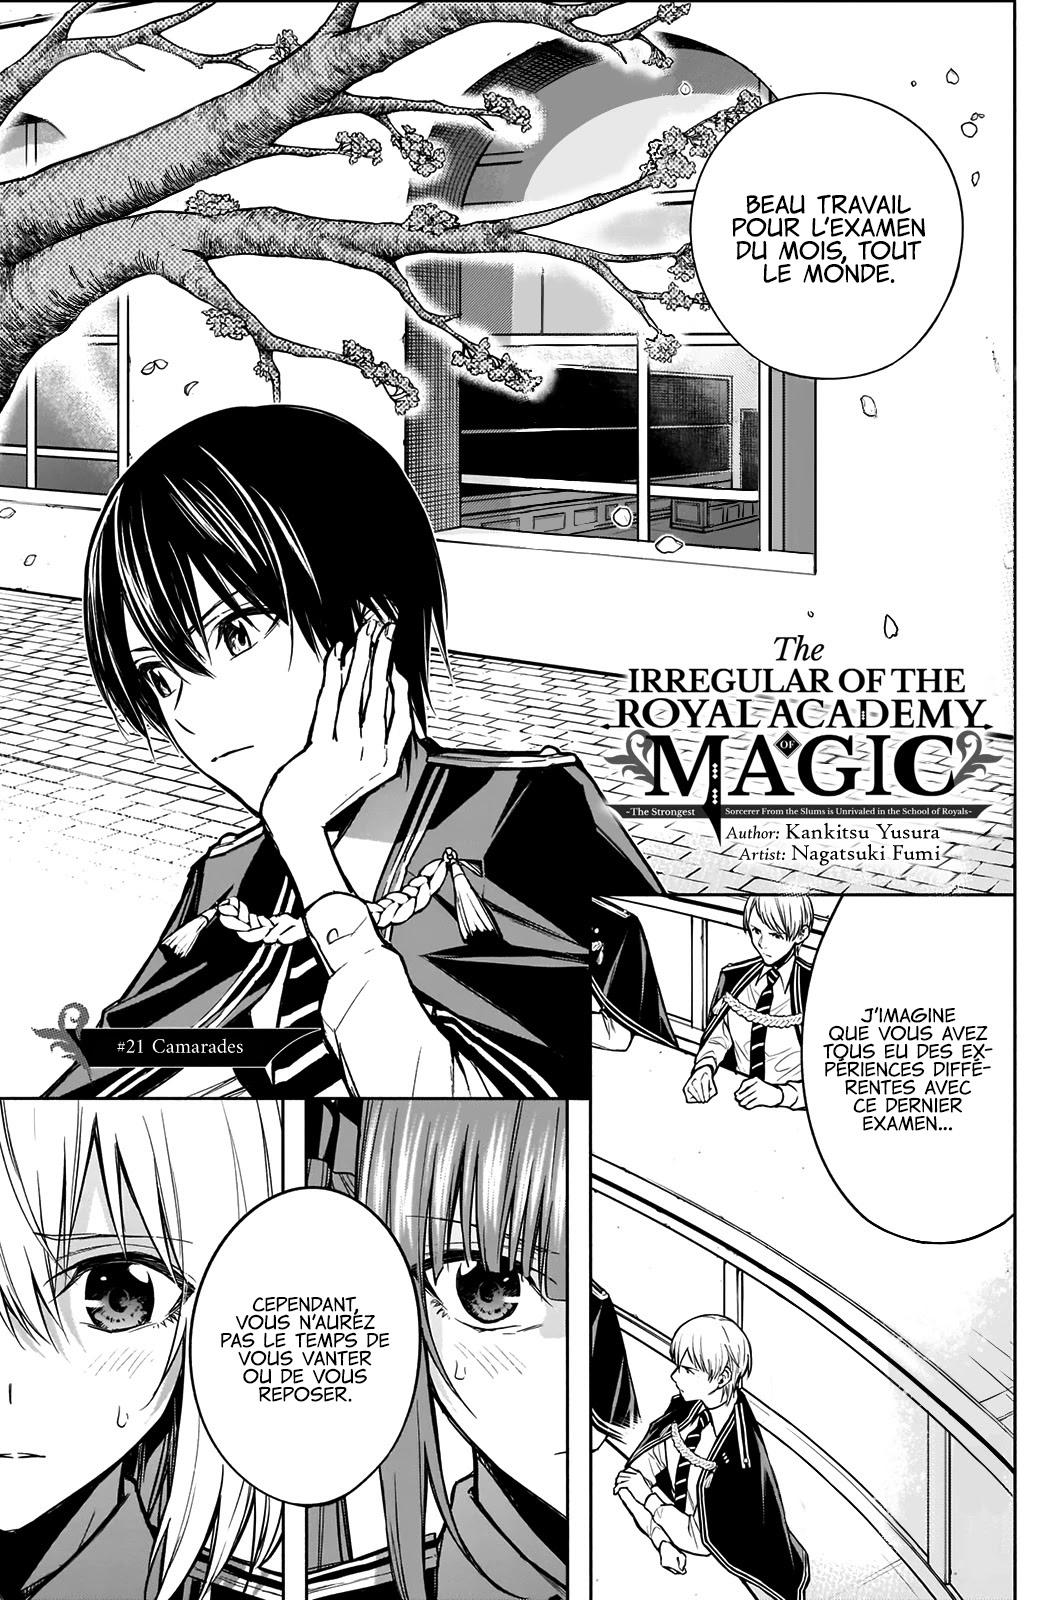 BEAU TRAVAIL
POUR L'EXAMEN
DU MOIS, TOUT
LE MONDE.
The
IRREGULAR OF THE
ROYAL ACADEMY
OF
MAGIC
~The Strongest Sorcerer From the Slums is Unrivaled in the School of Royals~
Author: Kankitsu Yusura
Artist: Nagatsuki Fumi
J'IMAGINE
QUE VOUS AVEZ
TOUS EU DES EX-
PÉRIENCES DIFFÉ-
RENTES AVEC
CE DERNIER
EXAMEN...
#21 Camarades
CEPENDANT,
VOUS N'AUREZ
PAS LE TEMPS DE
VOUS VANTER
OU DE VOUS
REPOSER.